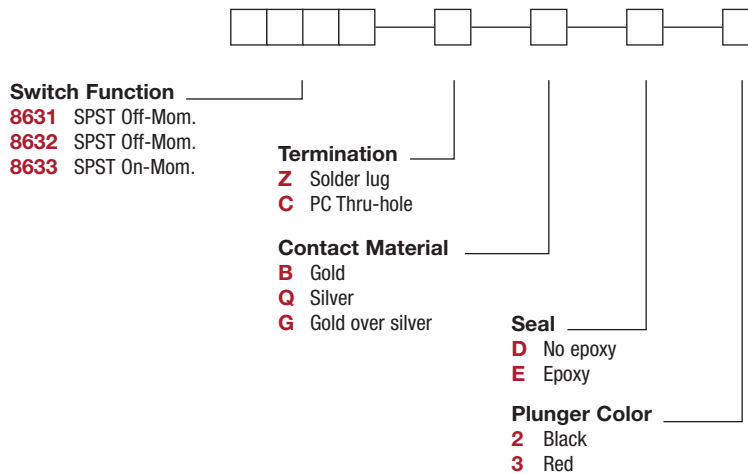 Switch Function
8631 SPST Off-Mom.
8632 SPST Off-Mom.
8633 SPST On-Mom.
Termination
Z Solder lug
C PC Thru-hole
Contact Material
B Gold
Q Silver
G Gold over silver
Seal
D No epoxy
E Epoxy
Plunger Color
2 Black
3 Red